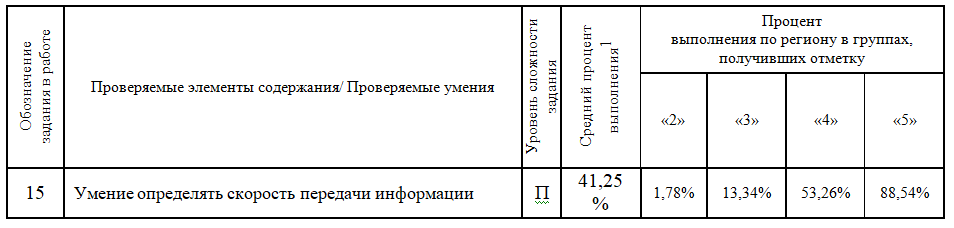 Обозначение
задания в работе
Проверяемые элементы содержания/ Проверяемые умения
Уровень сложности
задания
Средний процент
выполнения1
Процент
выполнения по региону в группах,
получивших отметку
«2»
«3»
«4»
«5»
15
Умение определять скорость передачи информации
П
41,25
%
1,78%
13,34%
53,26%
88,54%